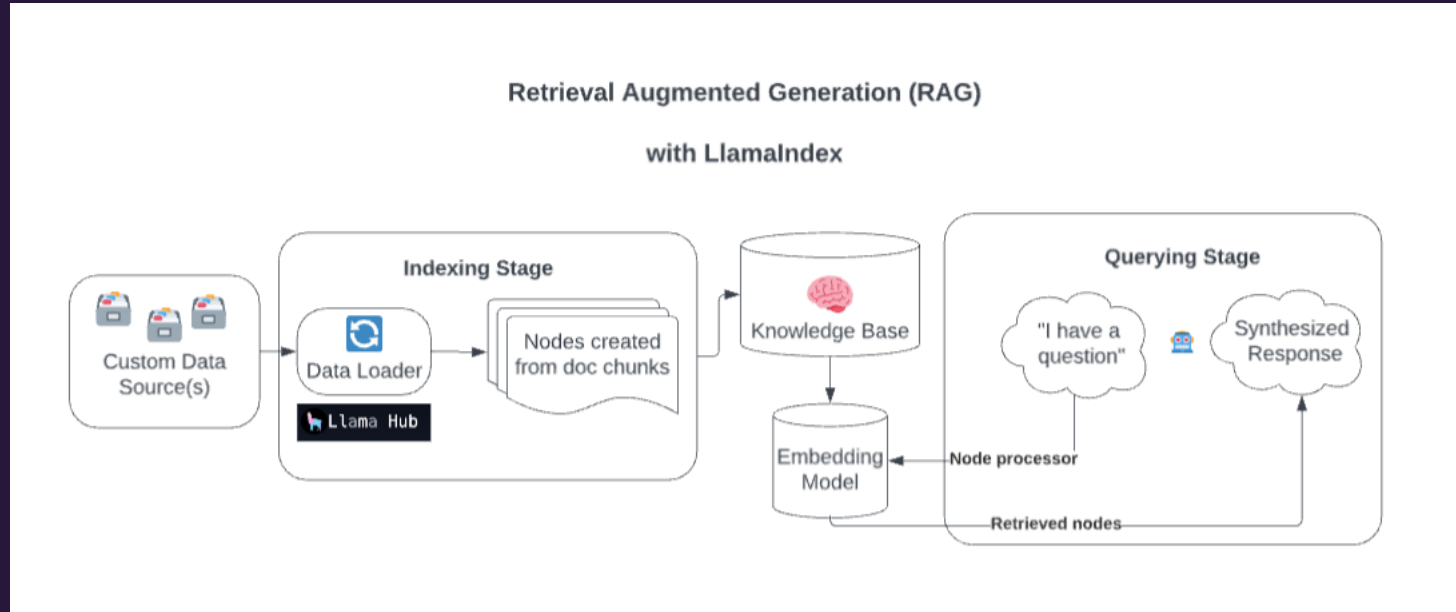 Retrieval Augmented Generation (RAG)
with LlamaIndex
Custom Data
Source(s)
Indexing Stage
Data Loader
Llama Hub
Nodes created
from doc chunks
Knowledge Base
Embedding
Model
Querying Stage
"I have a
question"
Synthesized
Response
Node processor
Retrieved nodes